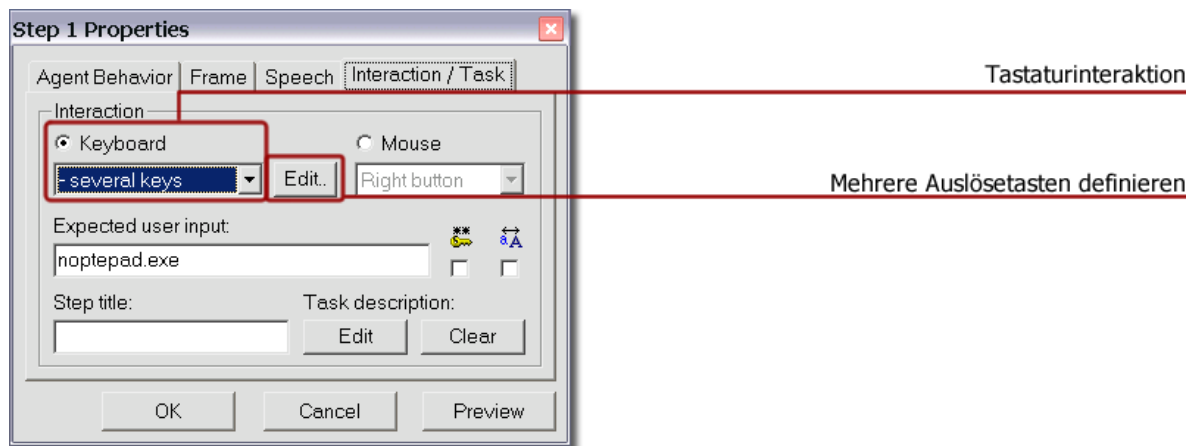 Step 1 Properties
Agent Behavior Frame Speech Interaction / Task
Tastaturinteraktion
Interaction
Keyboard Mouse
- several keys Edit.. Right button
Mehrere Auslösetasten definieren
Expected user input:
noptepad.exe
Step title: Task description:
Edit Clear
OK Cancel Preview